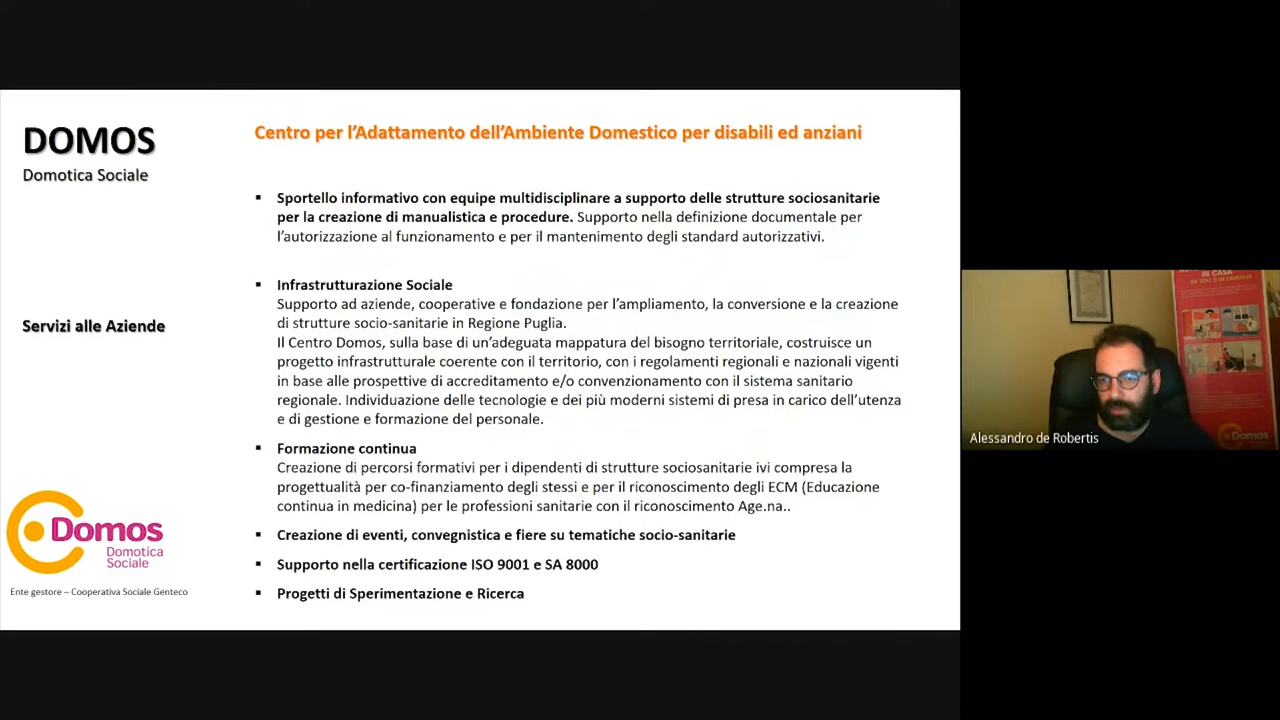 DOMOS
Domotica Sociale
Centro per l'Adattamento dell'Ambiente Domestico per disabili ed anziani
▪ Sportello informativo con equipe multidisciplinare a supporto delle strutture sociosanitarie
per la creazione di manualistica e procedure. Supporto nella definizione documentale per
l'autorizzazione al funzionamento e per il mantenimento degli standard autorizzativi.
▪ Infrastrutturazione Sociale
Supporto ad aziende, cooperative e fondazione per l'ampliamento, la conversione e la creazione
di strutture socio-sanitarie in Regione Puglia.
Il Centro Domos, sulla base di un'adeguata mappatura del bisogno territoriale, costruisce un
progetto infrastrutturale coerente con il territorio, con i regolamenti regionali e nazionali vigenti
in base alle prospettive di accreditamento e/o convenzionamento con il sistema sanitario
regionale. Individuazione delle tecnologie e dei più moderni sistemi di presa in carico dell'utenza
e di gestione e formazione del personale.
▪ Formazione continua
Creazione di percorsi formativi per i dipendenti di strutture sociosanitarie ivi compresa la
progettualità per co-finanziamento degli stessi e per il riconoscimento degli ECM (Educazione
continua in medicina) per le professioni sanitarie con il riconoscimento Age.na..
▪ Creazione di eventi, convegnistica e fiere su tematiche socio-sanitarie
▪ Supporto nella certificazione ISO 9001 e SA 8000
▪ Progetti di Sperimentazione e Ricerca
Servizi alle Aziende
Domos
Domotica
Sociale
Ente gestore – Cooperativa Sociale Genteco
IN CASA
DA SOLI O IN FAMIGLIA
Domos
Alessandro de Robertis